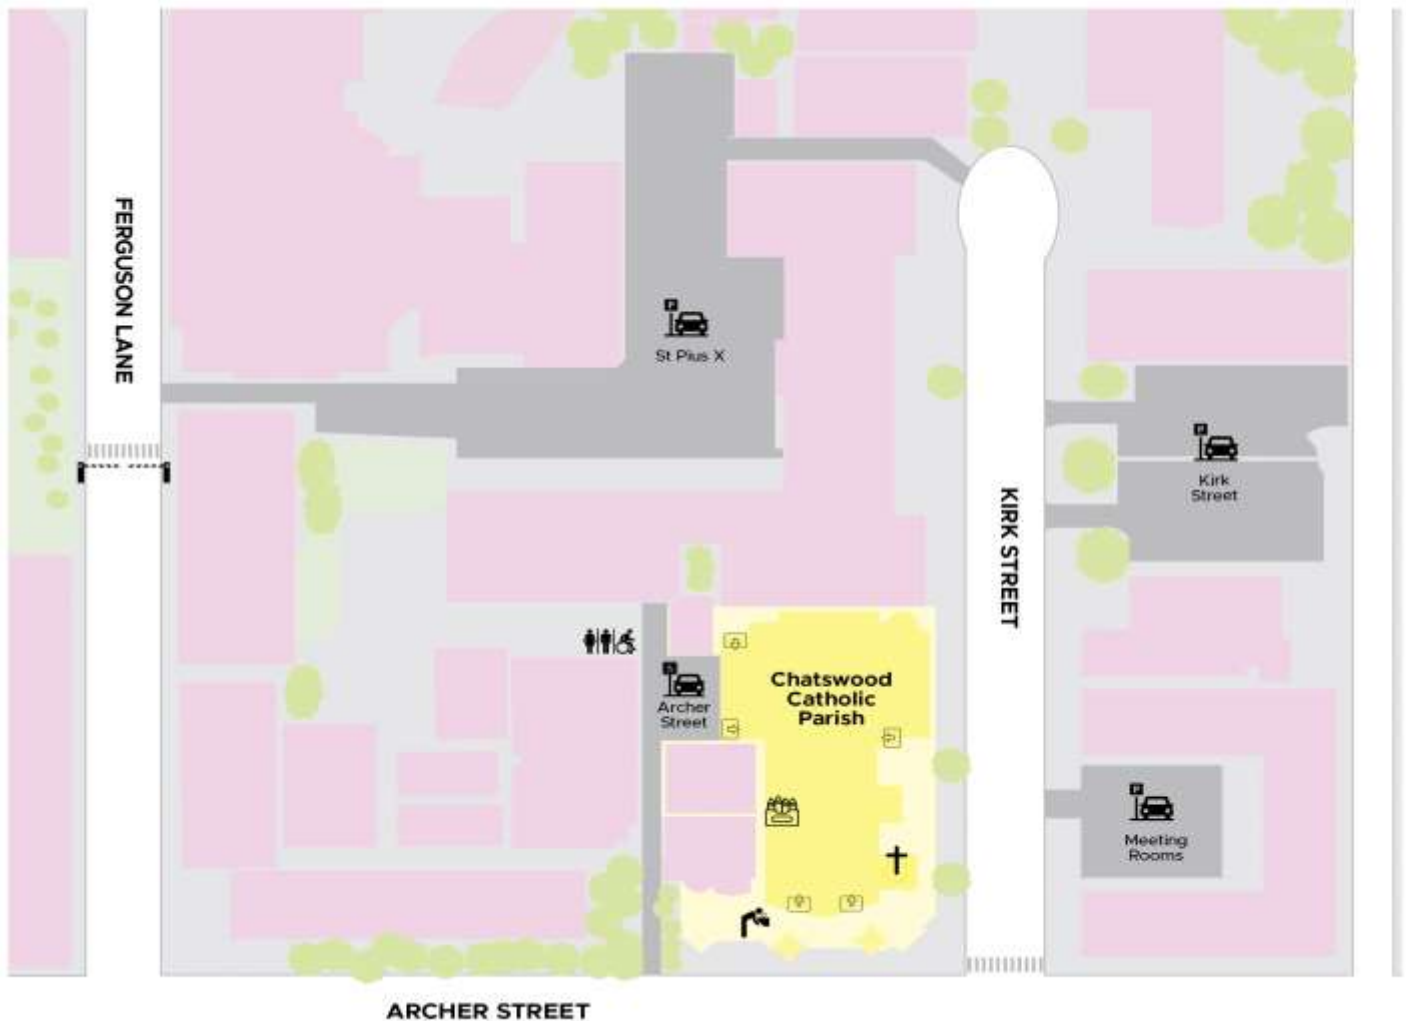 FERGUSON LANE
P
St Pius X
P
Kirk
Street
KIRK STREET
Archer
Street
Chatswood
Catholic
Parish
P
Meeting
Rooms
ARCHER STREET